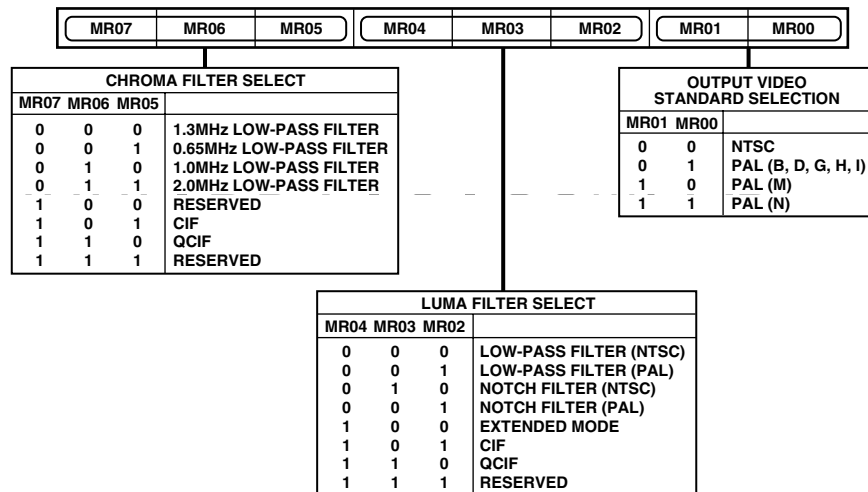 MR07 MR06 MR05 MR04 MR03 MR02 MR01 MR00
CHROMA FILTER SELECT
MR07 MR06 MR05
0 0 0 1.3MHz LOW-PASS FILTER
0 0 1 0.65MHz LOW-PASS FILTER
0 1 0 1.0MHz LOW-PASS FILTER
0 1 1 2.0MHz LOW-PASS FILTER
1 0 0 RESERVED
1 0 1 CIF
1 1 0 QCIF
1 1 1 RESERVED
OUTPUT VIDEO
STANDARD SELECTION
MR01 MR00
0 0 NTSC
0 1 PAL (B, D, G, H, I)
1 0 PAL (M)
1 1 PAL (N)
LUMA FILTER SELECT
MR04 MR03 MR02
0 0 0 LOW-PASS FILTER (NTSC)
0 0 1 LOW-PASS FILTER (PAL)
0 1 0 NOTCH FILTER (NTSC)
0 0 1 NOTCH FILTER (PAL)
1 0 0 EXTENDED MODE
1 0 1 CIF
1 1 0 QCIF
1 1 1 RESERVED